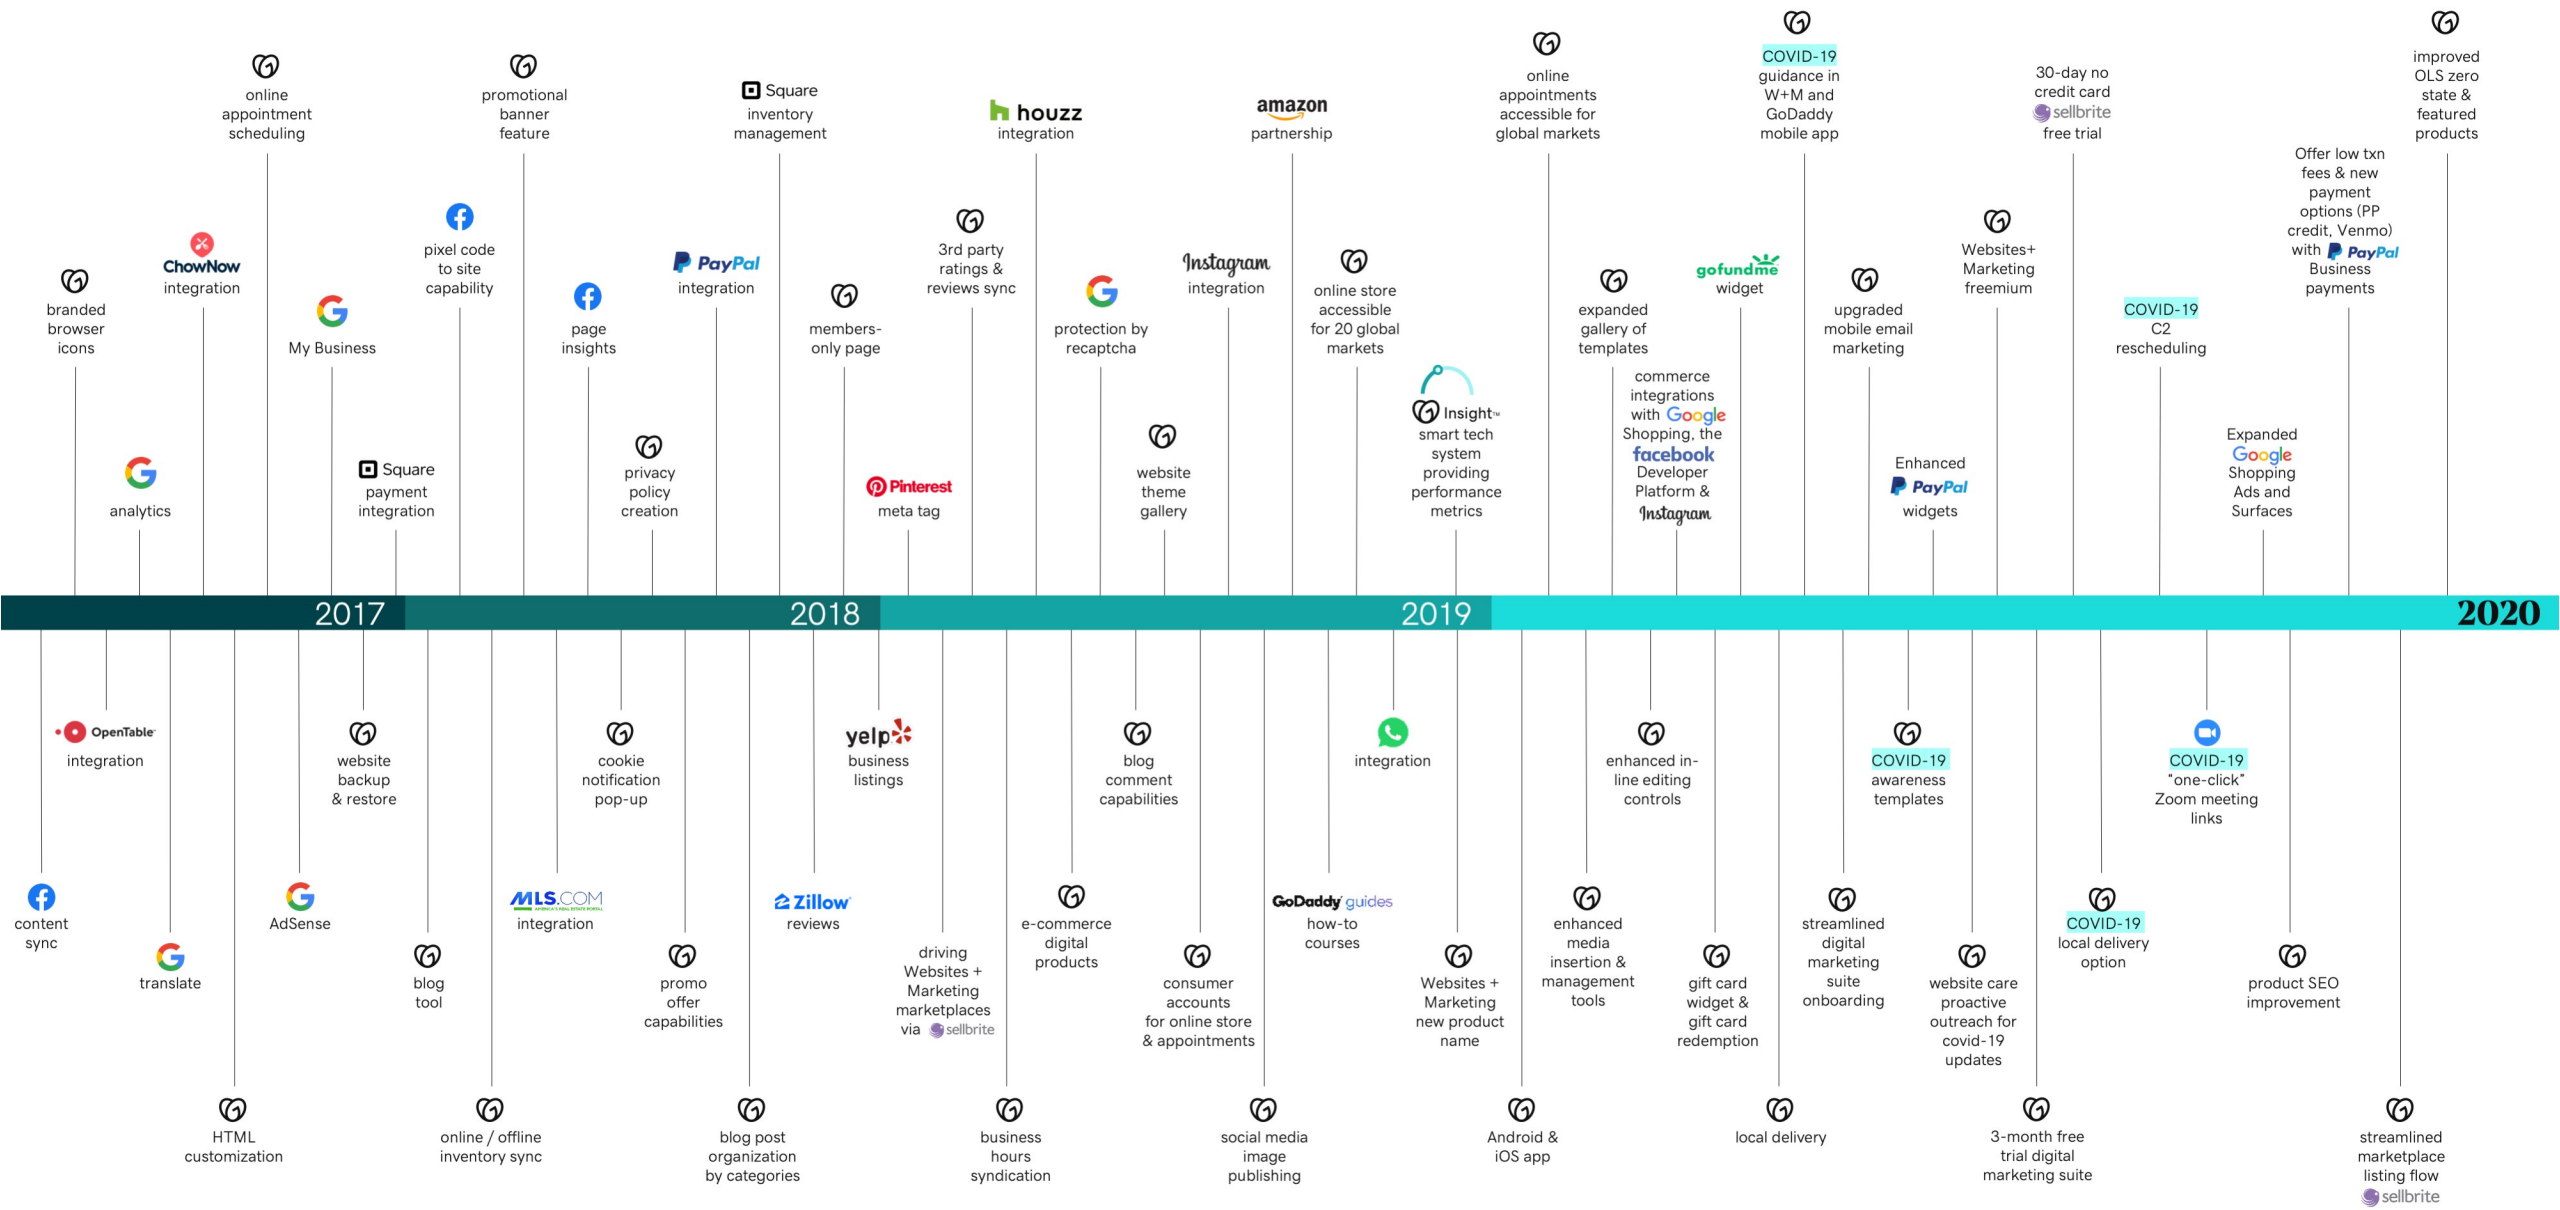 online
appointment
scheduling
promotional
banner
feature
Square
inventory
management
houzz
integration
amazon
partnership
online
appointments
accessible for
global markets
COVID-19
guidance in
W+M and
GoDaddy
mobile app
30-day no
credit card
sellbrite
free trial
improved
OLS zero
state &
featured
products
branded
browser
icons
ChowNow
integration
My Business
pixel code
to site
capability
page
insights
PayPal
integration
members-
only page
3rd party
ratings &
reviews sync
protection by
recaptcha
Instagram
integration
online store
accessible
for 20 global
markets
expanded
gallery of
templates
gofundme
widget
upgraded
mobile email
marketing
Websites+
Marketing
freemium
COVID-19
C2
rescheduling
Offer low txn
fees & new
payment
options (PP
credit, Venmo)
with PayPal
Business
payments
analytics
Square
payment
integration
privacy
policy
creation
Pinterest
meta tag
website
theme
gallery
Insight™
smart tech
system
providing
performance
metrics
commerce
integrations
with Google
Shopping, the
facebook
Developer
Platform &
Instagram
Enhanced
PayPal
widgets
Expanded
Google
Shopping
Ads and
Surfaces
2017
2018
2019
2020
OpenTable
integration
website
backup
& restore
cookie
notification
pop-up
yelp
business
listings
blog
comment
capabilities
integration
enhanced in-
line editing
controls
COVID-19
awareness
templates
COVID-19
"one-click"
Zoom meeting
links
content
sync
translate
AdSense
blog
tool
MLS.COM
AMERICA'S REAL ESTATE PORTAL
integration
promo
offer
capabilities
Zillow
reviews
driving
Websites +
Marketing
marketplaces
via sellbrite
e-commerce
digital
products
consumer
accounts
for online store
& appointments
GoDaddy guides
how-to
courses
Websites +
Marketing
new product
name
enhanced
media
insertion &
management
tools
gift card
widget &
gift card
redemption
streamlined
digital
marketing
suite
onboarding
website care
proactive
outreach for
covid-19
updates
COVID-19
local delivery
option
product SEO
improvement
HTML
customization
online / offline
inventory sync
blog post
organization
by categories
business
hours
syndication
social media
image
publishing
Android &
iOS app
local delivery
3-month free
trial digital
marketing suite
streamlined
marketplace
listing flow
sellbrite